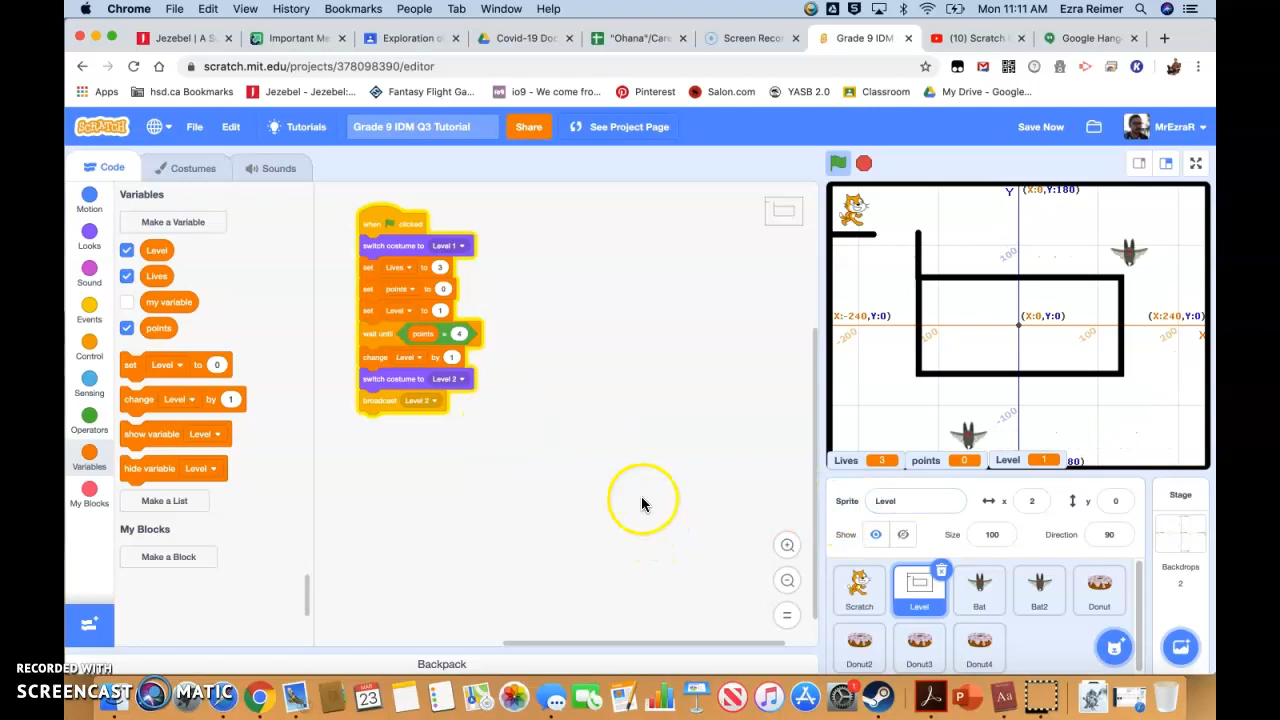 Chrome File Edit View History Bookmarks People Tab Window Help Mon 11:11 AM Ezra Reimer
Jezebel | A S Important Me Exploration o Covid-19 Doc "Ohana"/Care Screen Recor Grade 9 IDM (10) Scratch Google Hang
scratch.mit.edu/projects/378098390/editor
Apps hsd.ca Bookmarks Jezebel - Jezebel:... Fantasy Flight Ga... io9 - We come fro... Pinterest Salon.com YASB 2.0 Classroom My Drive - Google...
SCRATCH File Edit Tutorials Grade 9 IDM Q3 Tutorial Share See Project Page Save Now MrEzraR
Code Costumes Sounds
Motion
Looks
Sound
Events
Control
Sensing
Operators
Variables
My Blocks
Variables
Make a Variable
Level
Lives
my variable
points
set Level to 0
change Level by 1
show variable Level
hide variable Level
Make a List
My Blocks
Make a Block
when clicked
switch costume to Level 1
set Lives to 3
set points to 0
set Level to 1
wait until points = 4
change Level by 1
switch costume to Level 2
broadcast Level 2
Backpack
Y (X:0,Y:180)
100
(X:-240,Y:0) (X:0,Y:0) (X:240,Y:0)
-200 100 100 200 X
-100
Lives 3 points 0 Level 1 80)
Sprite Level x 2 y 0
Show Size 100 Direction 90
Scratch Level Bat Bat2 Donut
Donut2 Donut3 Donut4
Stage
Backdrops
2
RECORDED WITH
SCREENCAST MATIC
MAR
23